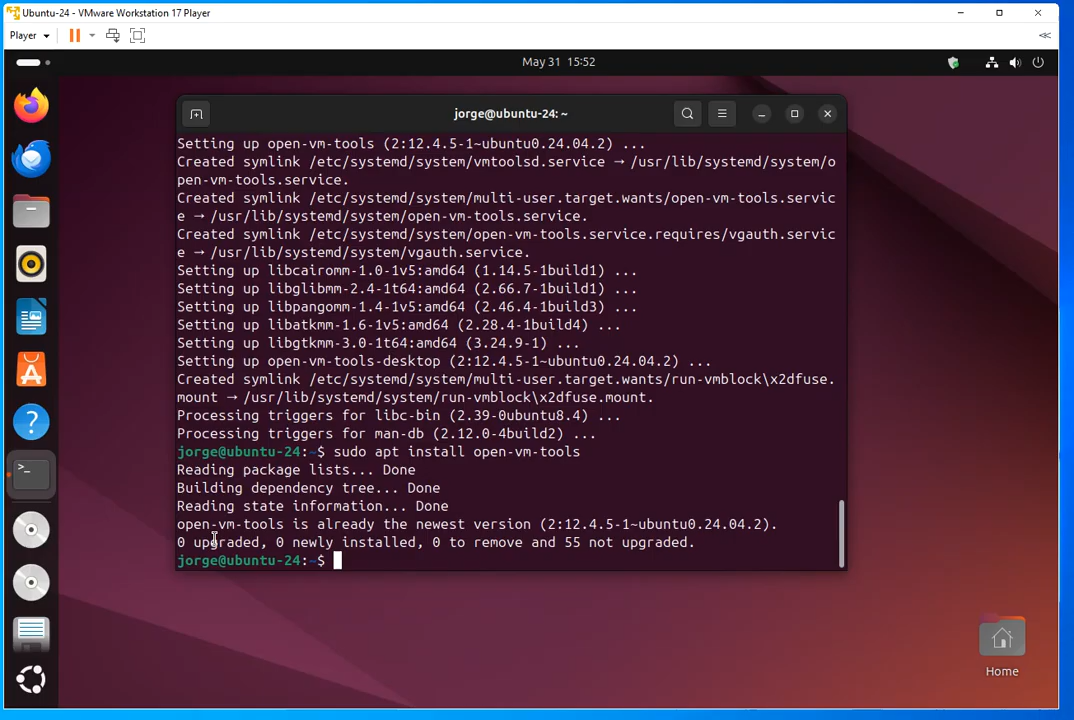 Ubuntu-24 - VMware Workstation 17 Player
Player
May 31 15:52
jorge@ubuntu-24: ~
Setting up open-vm-tools (2:12.4.5-1~ubuntu0.24.04.2) ...
Created symlink /etc/systemd/system/vmtoolsd.service → /usr/lib/systemd/system/o
pen-vm-tools.service.
Created symlink /etc/systemd/system/multi-user.target.wants/open-vm-tools.servic
e → /usr/lib/systemd/system/open-vm-tools.service.
Created symlink /etc/systemd/system/open-vm-tools.service.requires/vgauth.servic
e → /usr/lib/systemd/system/vgauth.service.
Setting up libcairomm-1.0-1v5:amd64 (1.14.5-1build1) ...
Setting up libglibmm-2.4-1t64:amd64 (2.66.7-1build1) ...
Setting up libpangomm-1.4-1v5:amd64 (2.46.4-1build3) ...
Setting up libatkmm-1.6-1v5:amd64 (2.28.4-1build4) ...
Setting up libgtkmm-3.0-1t64:amd64 (3.24.9-1) ...
Setting up open-vm-tools-desktop (2:12.4.5-1~ubuntu0.24.04.2) ...
Created symlink /etc/systemd/system/multi-user.target.wants/run-vmblock\x2dfuse.
mount → /usr/lib/systemd/system/run-vmblock\x2dfuse.mount.
Processing triggers for libc-bin (2.39-0ubuntu8.4) ...
Processing triggers for man-db (2.12.0-4build2) ...
jorge@ubuntu-24:~$ sudo apt install open-vm-tools
Reading package lists... Done
Building dependency tree... Done
Reading state information... Done
open-vm-tools is already the newest version (2:12.4.5-1~ubuntu0.24.04.2).
0 upgraded, 0 newly installed, 0 to remove and 55 not upgraded.
jorge@ubuntu-24:~$
Home